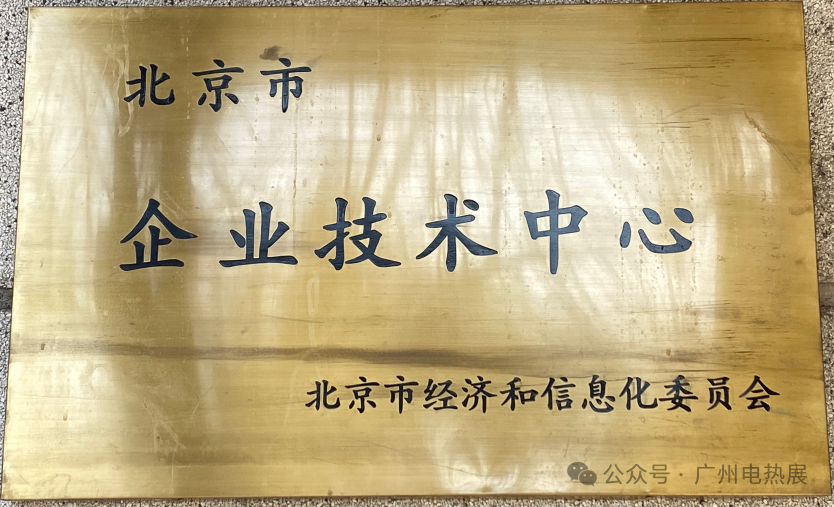 北京市
企业技术中心
北京市经济和信息化委员会
公众号·广州电热展